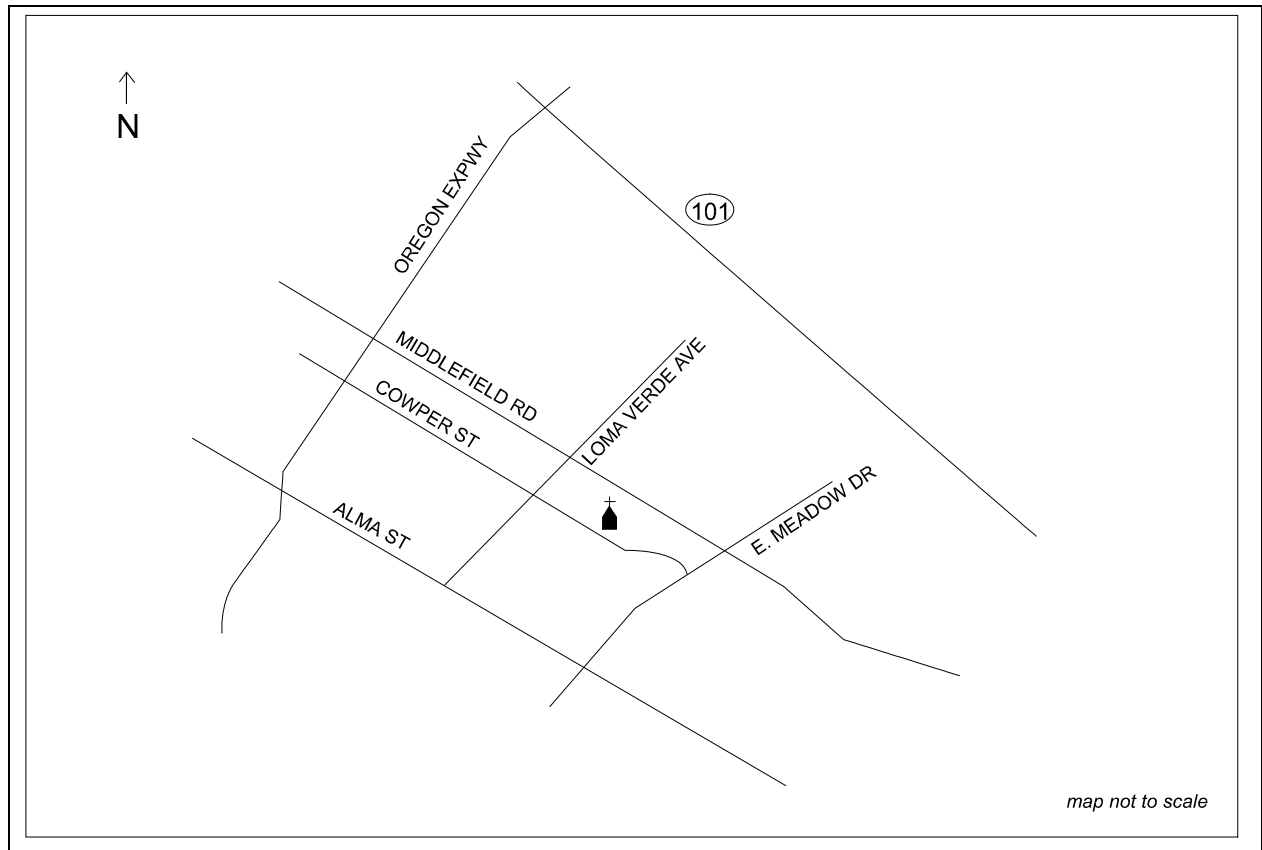 N
OREGON EXPWY
101
MIDDLEFIELD RD
LOMA VERDE AVE
COWPER ST
E. MEADOW DR
ALMA ST
map not to scale